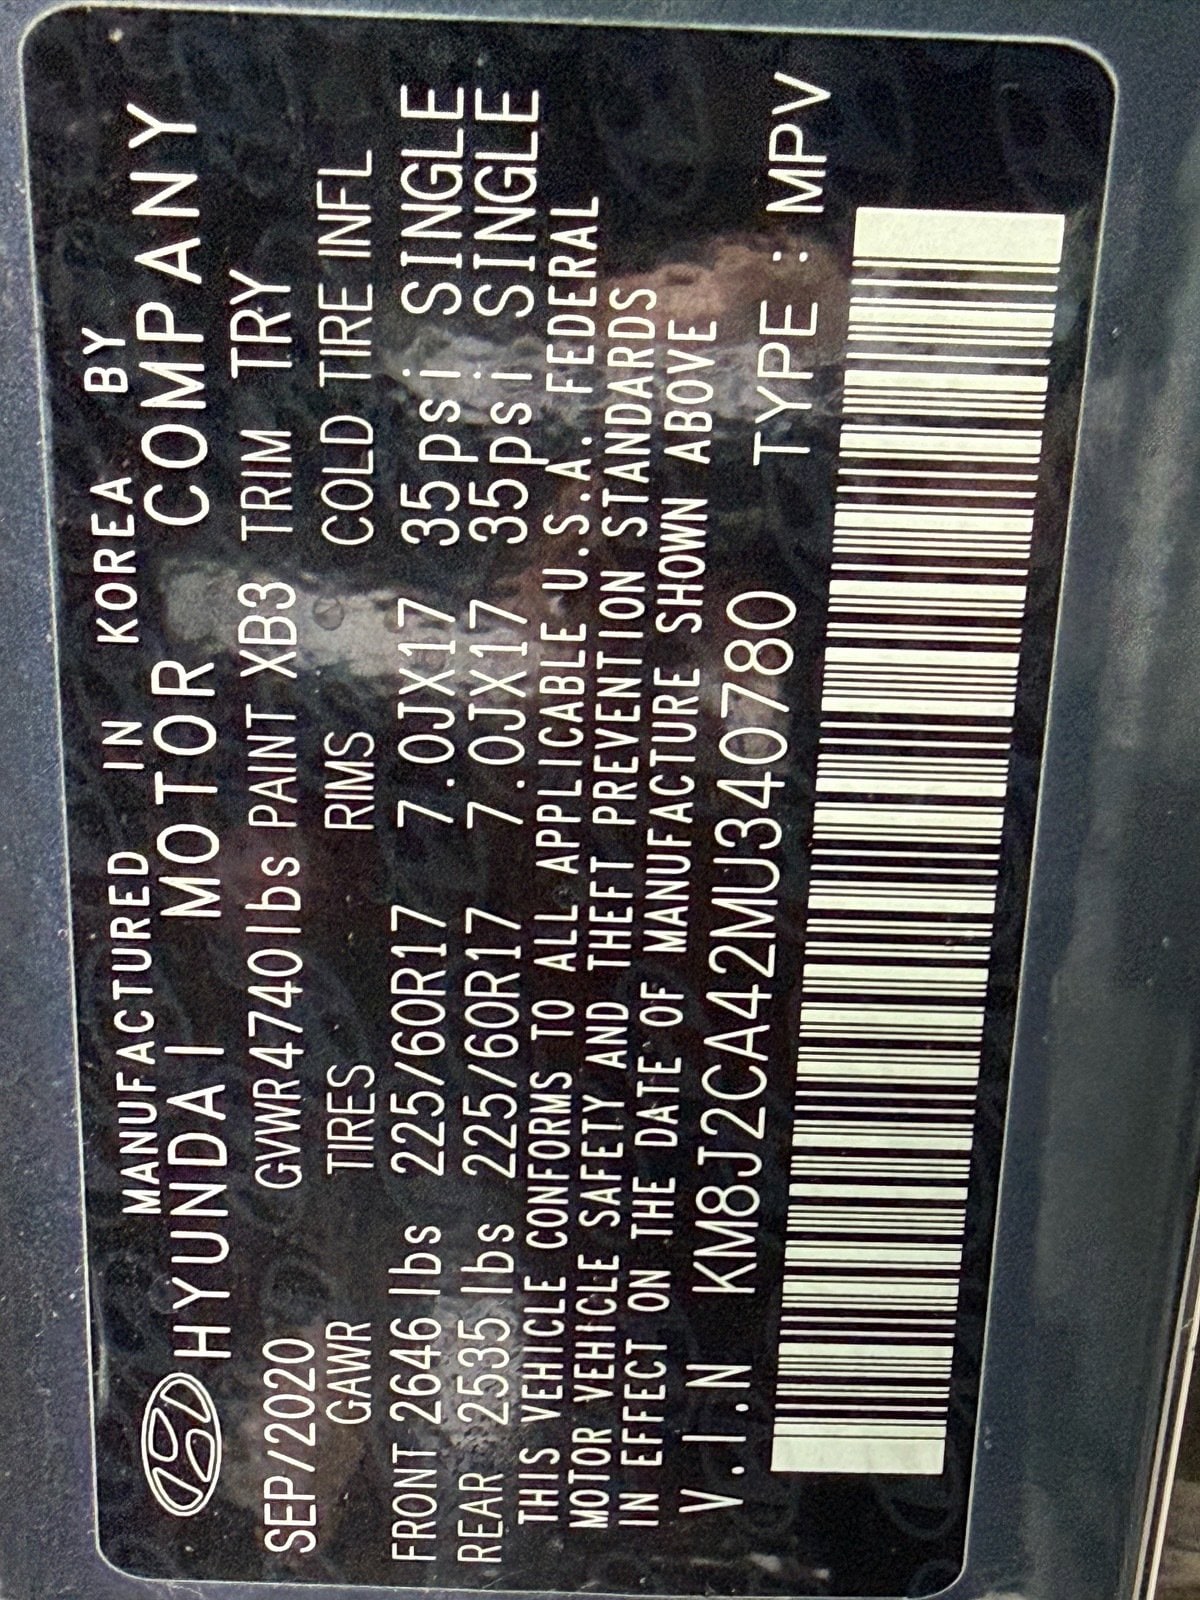 MANUFACTURED IN KOREA BY
HYUNDAI MOTOR COMPANY
SEP/2020 GVWR4740lbs PAINT XB3 TRIM TRY
GAWR TIRES RIMS COLD TIRE INFL
FRONT 2646 lbs 225/60R17 7.0JX17 35psi SINGLE
REAR 2535 lbs 225/60R17 7.0JX17 35psi SINGLE
THIS VEHICLE CONFORMS TO ALL APPLICABLE U.S.A. FEDERAL
MOTOR VEHICLE SAFETY AND THEFT PREVENTION STANDARDS
IN EFFECT ON THE DATE OF MANUFACTURE SHOWN ABOVE
V.I.N KM8J2CA42MU340780 TYPE : MPV